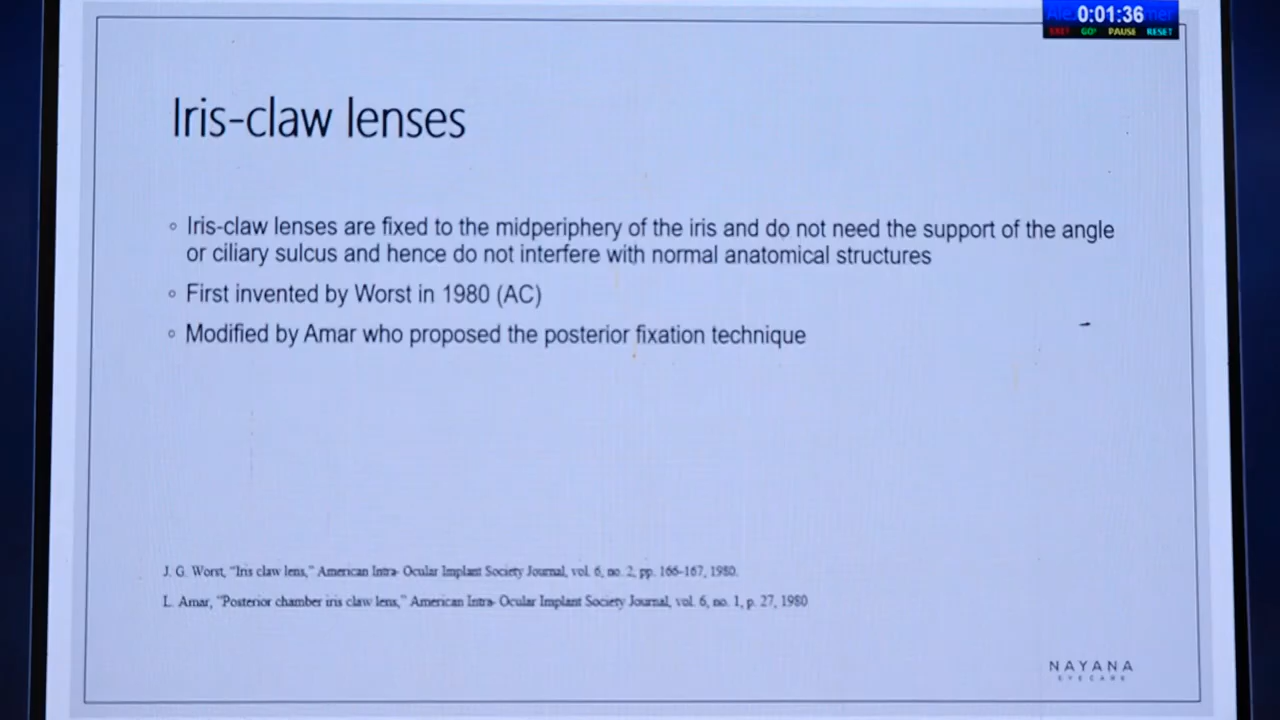 0:01:36
EXIT GO! PAUSE RESET
Iris-claw lenses
◦ Iris-claw lenses are fixed to the midperiphery of the iris and do not need the support of the angle
or ciliary sulcus and hence do not interfere with normal anatomical structures
◦ First invented by Worst in 1980 (AC)
◦ Modified by Amar who proposed the posterior fixation technique
J. G. Worst, “Iris claw lens,” American Intra- Ocular Implant Society Journal, vol. 6, no. 2, pp. 166–167, 1980.
L. Amar, “Posterior chamber iris claw lens,” American Intra- Ocular Implant Society Journal, vol. 6, no. 1, p. 27, 1980
NAYANA
EYECARE